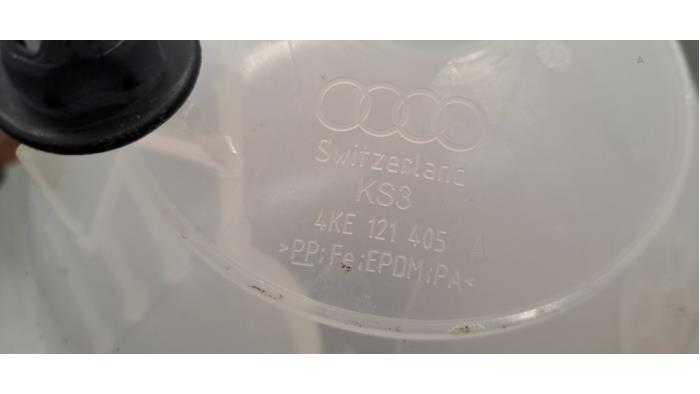 Switzerland
KS3
4KE 121 405 A
>PP;Fe;EPDM;PA<